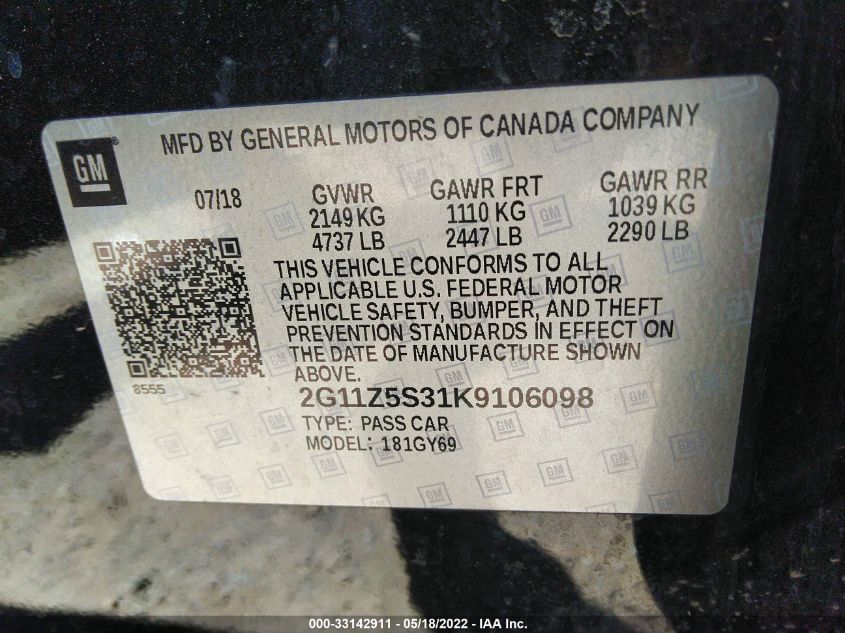 MFD BY GENERAL MOTORS OF CANADA COMPANY
GM
07/18 GVWR GAWR FRT GAWR RR
2149 KG 1110 KG 1039 KG
4737 LB 2447 LB 2290 LB
THIS VEHICLE CONFORMS TO ALL
APPLICABLE U.S. FEDERAL MOTOR
VEHICLE SAFETY, BUMPER, AND THEFT
PREVENTION STANDARDS IN EFFECT ON
THE DATE OF MANUFACTURE SHOWN
ABOVE.
8555
2G11Z5S31K9106098
TYPE: PASS CAR
MODEL: 181GY69
000-33142911 - 05/18/2022 - IAA Inc.